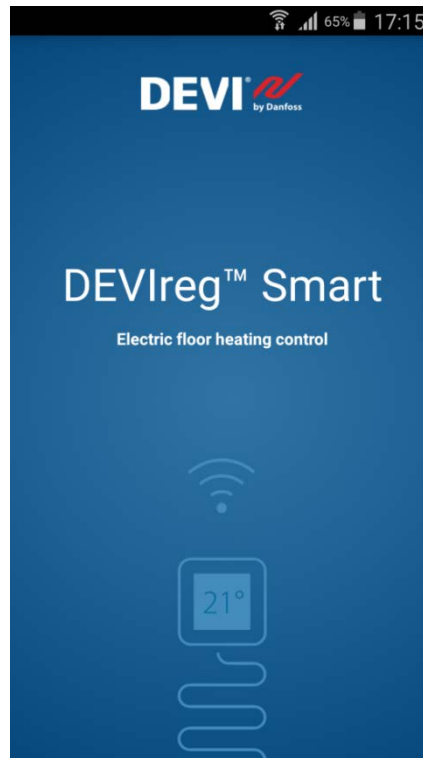 65% 17:15
DEVI®
by Danfoss
DEVIreg™ Smart
Electric floor heating control
21°